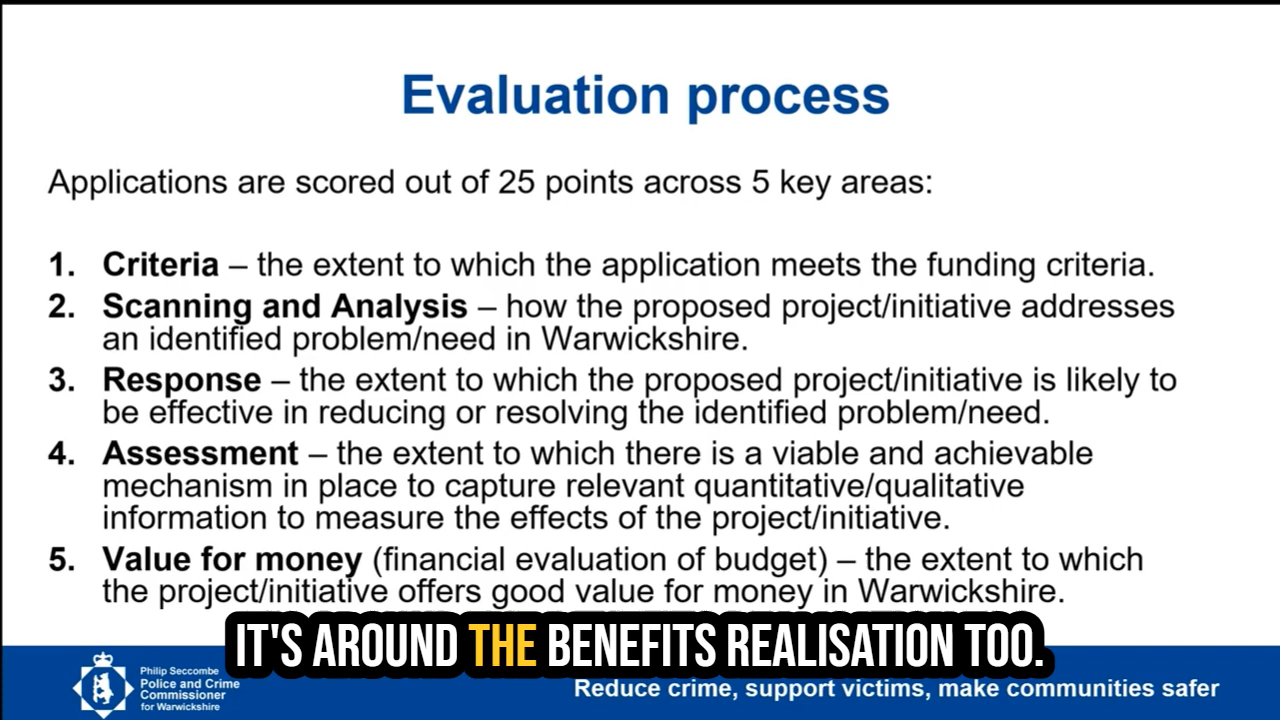 Evaluation process
Applications are scored out of 25 points across 5 key areas:
1. Criteria – the extent to which the application meets the funding criteria.
2. Scanning and Analysis – how the proposed project/initiative addresses
an identified problem/need in Warwickshire.
3. Response – the extent to which the proposed project/initiative is likely to
be effective in reducing or resolving the identified problem/need.
4. Assessment – the extent to which there is a viable and achievable
mechanism in place to capture relevant quantitative/qualitative
information to measure the effects of the project/initiative.
5. Value for money (financial evaluation of budget) – the extent to which
the project/initiative offers good value for money in Warwickshire.
IT'S AROUND THE BENEFITS REALISATION TOO.
Philip Seccombe
Police and Crime
Commissioner
for Warwickshire
Reduce crime, support victims, make communities safer